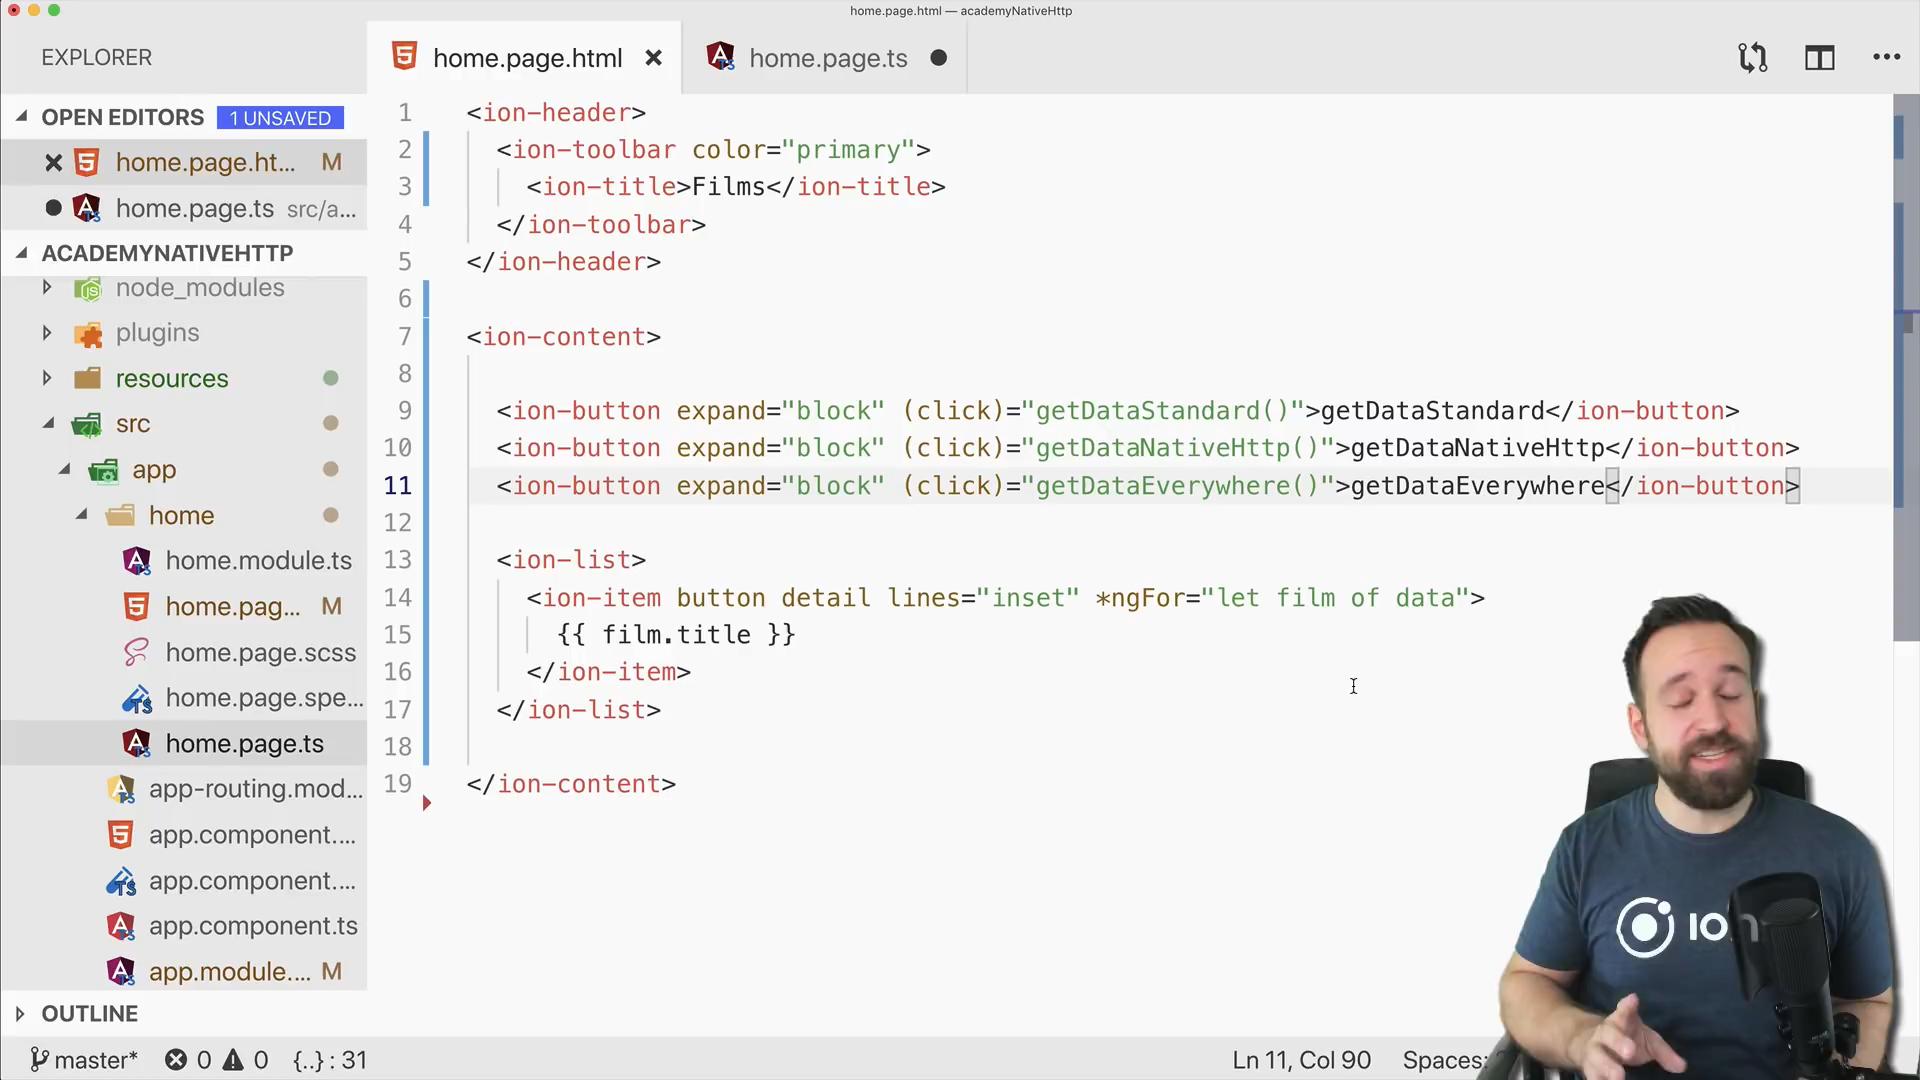 home.page.html — academyNativeHttp
EXPLORER
home.page.html
home.page.ts
OPEN EDITORS 1 UNSAVED
home.page.ht... M
home.page.ts src/a...
ACADEMYNATIVEHTTP
node_modules
plugins
resources
src
app
home
home.module.ts
home.pag... M
home.page.scss
home.page.spe...
home.page.ts
app-routing.mod...
app.component....
app.component....
app.component.ts
app.module.... M
OUTLINE
1 <ion-header>
2 <ion-toolbar color="primary">
3 <ion-title>Films</ion-title>
4 </ion-toolbar>
5 </ion-header>
6
7 <ion-content>
8
9 <ion-button expand="block" (click)="getDataStandard()">getDataStandard</ion-button>
10 <ion-button expand="block" (click)="getDataNativeHttp()">getDataNativeHttp</ion-button>
11 <ion-button expand="block" (click)="getDataEverywhere()">getDataEverywhere</ion-button>
12
13 <ion-list>
14 <ion-item button detail lines="inset" *ngFor="let film of data">
15 {{ film.title }}
16 </ion-item>
17 </ion-list>
18
19 </ion-content>
master* 0 0 {..} : 31
Ln 11, Col 90 Spaces: